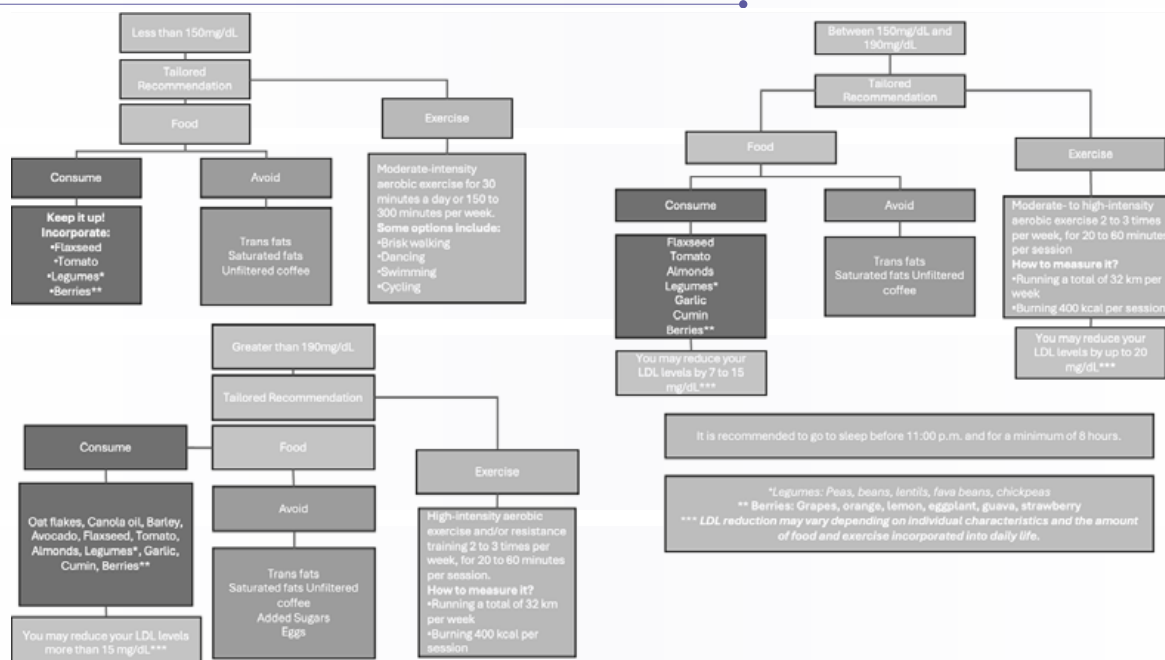 Less than 150mg/dL
Tailored
Recommendation
Food
Exercise
Consume
Avoid
Keep it up!
Incorporate:
•Flaxseed
•Tomato
•Legumes*
•Berries**
Trans fats
Saturated fats
Unfiltered coffee
Moderate-intensity
aerobic exercise for 30
minutes a day or 150 to
300 minutes per week.
Some options include:
•Brisk walking
•Dancing
•Swimming
•Cycling
Between 150mg/dL and
190mg/dL
Tailored
Recommendation
Food
Exercise
Consume
Avoid
Flaxseed
Tomato
Almonds
Legumes*
Garlic
Cumin
Berries**
You may reduce your
LDL levels by 7 to 15
mg/dL***
Trans fats
Saturated fats Unfiltered
coffee
Moderate- to high-intensity
aerobic exercise 2 to 3 times
per week, for 20 to 60 minutes
per session
How to measure it?
•Running a total of 32 km per
week
•Burning 400 kcal per session
You may reduce your
LDL levels by up to 20
mg/dL***
Greater than 190mg/dL
Tailored Recommendation
Consume
Food
Exercise
Avoid
Oat flakes, Canola oil, Barley,
Avocado, Flaxseed, Tomato,
Almonds, Legumes*, Garlic,
Cumin, Berries**
You may reduce your LDL levels
more than 15 mg/dL***
Trans fats
Saturated fats Unfiltered
coffee
Added Sugars
Eggs
High-intensity aerobic
exercise and/or resistance
training 2 to 3 times per
week, for 20 to 60 minutes
per session.
How to measure it?
•Running a total of 32 km
per week
•Burning 400 kcal per
session
It is recommended to go to sleep before 11:00 p.m. and for a minimum of 8 hours.
*Legumes: Peas, beans, lentils, fava beans, chickpeas
** Berries: Grapes, orange, lemon, eggplant, guava, strawberry
*** LDL reduction may vary depending on individual characteristics and the amount
of food and exercise incorporated into daily life.